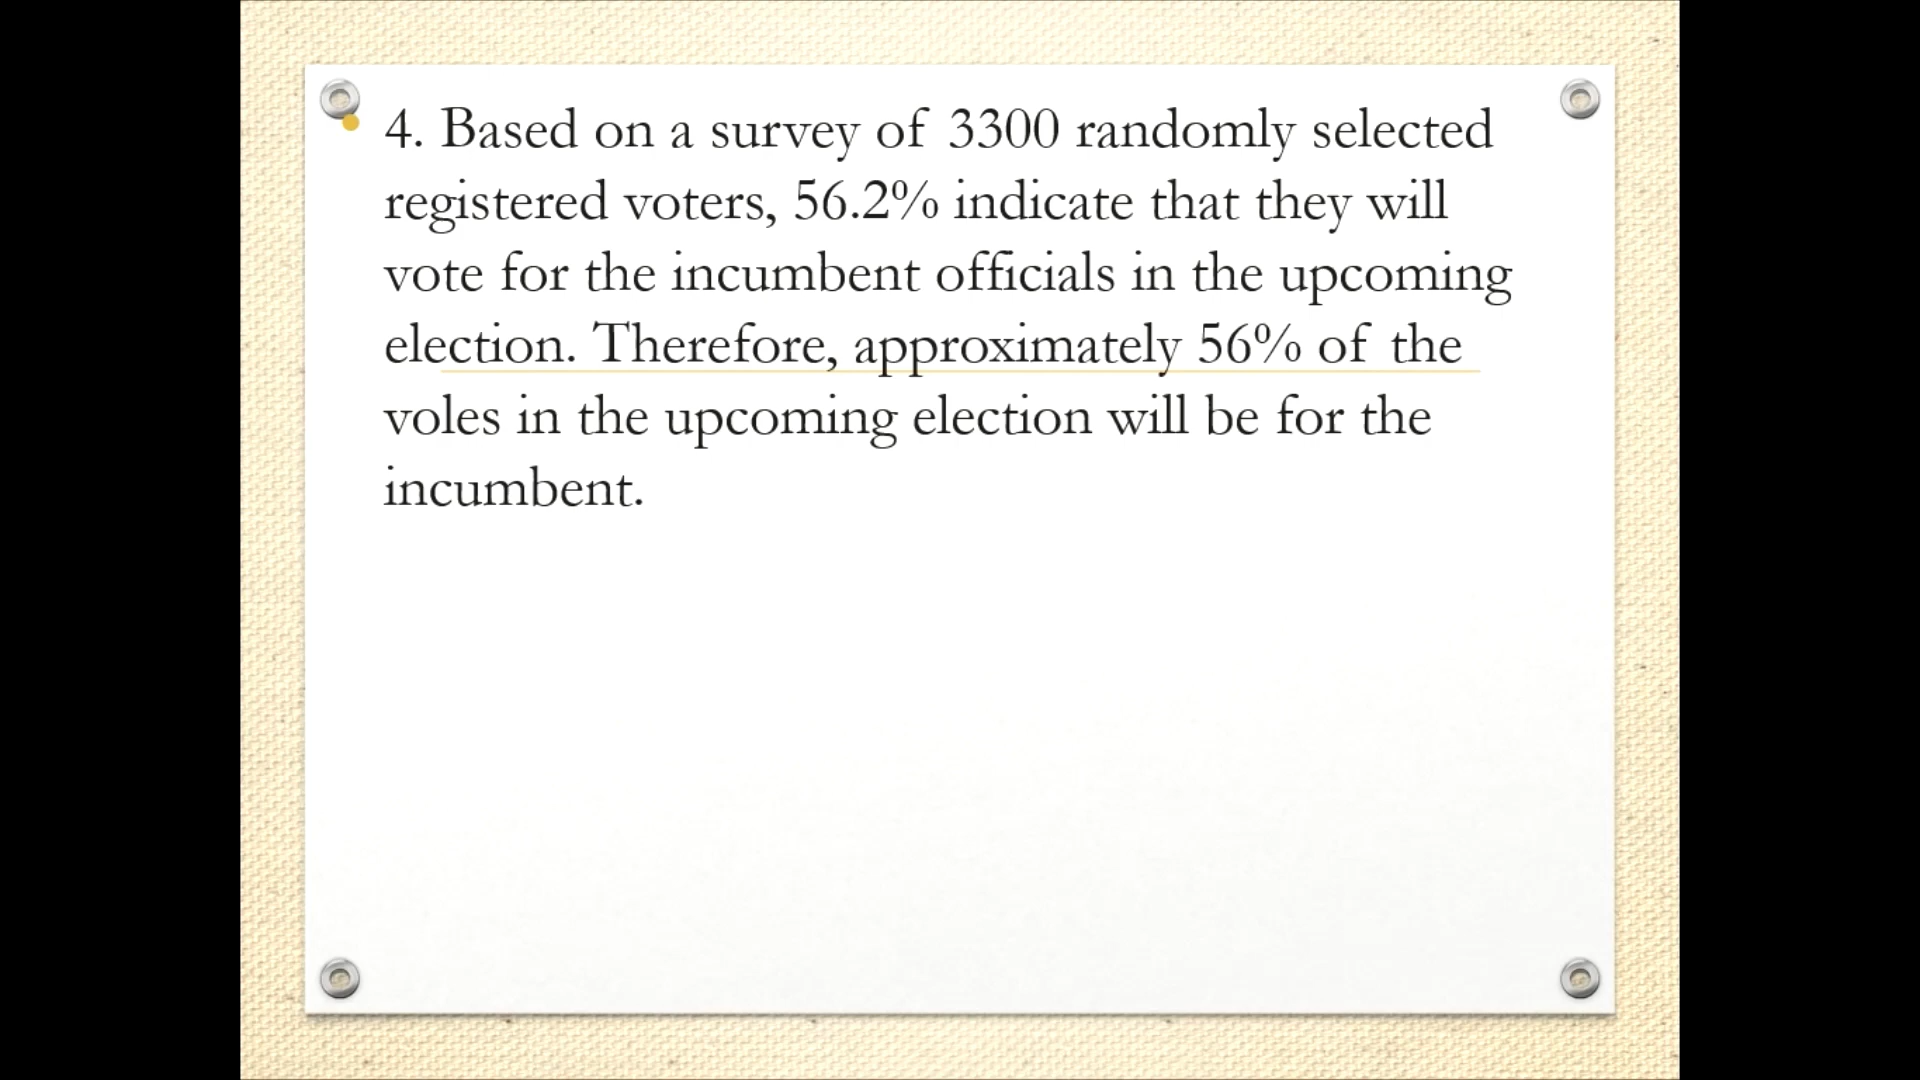 4. Based on a survey of 3300 randomly selected
registered voters, 56.2% indicate that they will
vote for the incumbent officials in the upcoming
election. Therefore, approximately 56% of the
voles in the upcoming election will be for the
incumbent.